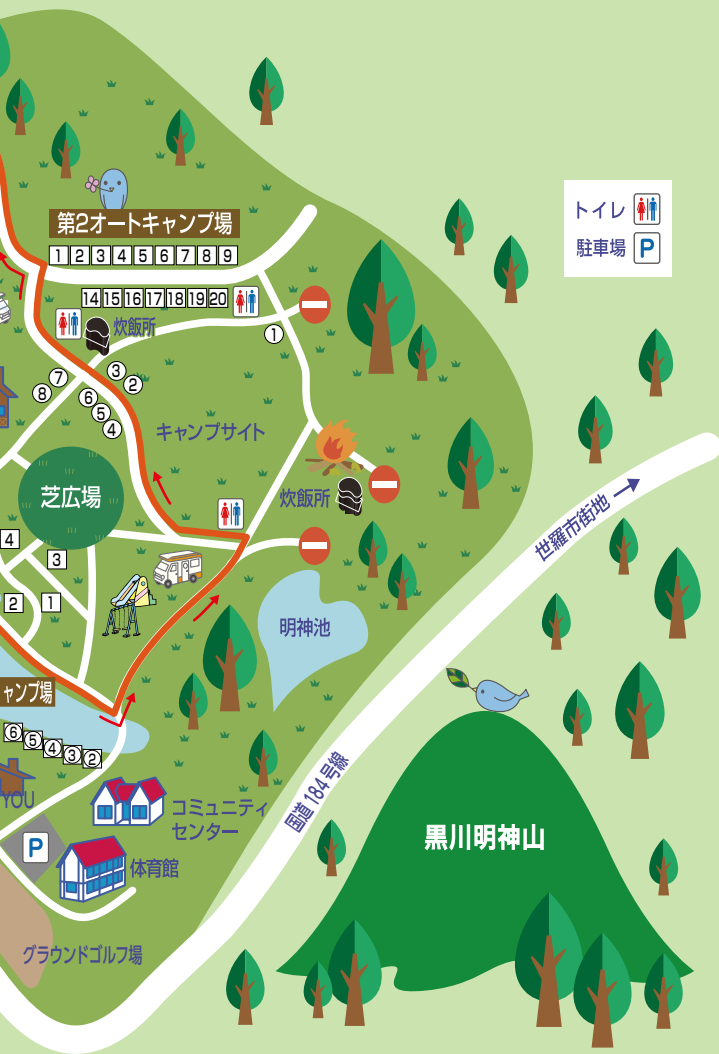 第2オートキャンプ場
1 2 3 4 5 6 7 8 9
14 15 16 17 18 19 20
炊飯所
①
③
②
⑦
⑧
⑥
⑤
④
キャンプサイト
トイレ
駐車場 P
芝広場
炊飯所
世羅市街地
4
3
2
1
明神池
ャンプ場
⑥ ⑤ ④ ③ ②
YOU
コミュニティ
センター
国道184号線
P
体育館
黒川明神山
グラウンドゴルフ場